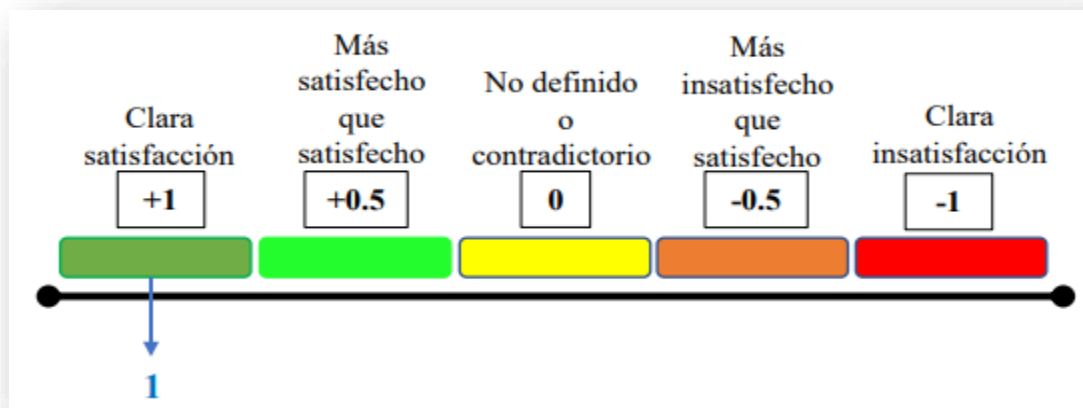 Clara
satisfacción
+1
Más
satisfecho
que
satisfecho
+0.5
No definido
o
contradictorio
0
Más
insatisfecho
que
satisfecho
-0.5
Clara
insatisfacción
-1
1